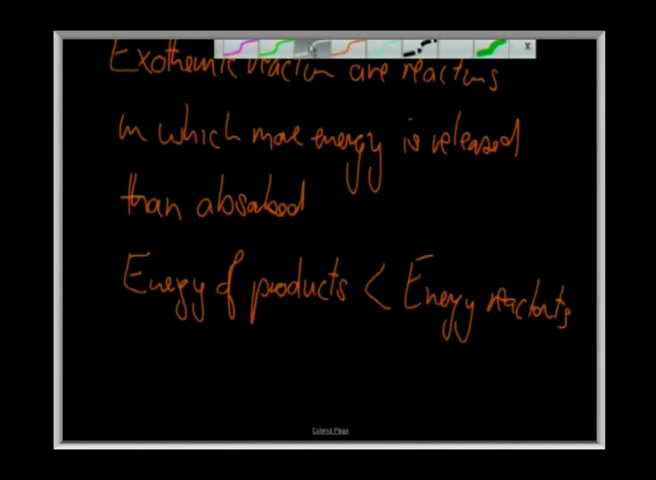 Exothermic reaction are reactions
in which more energy is released
than absorbed
Energy of products < Energy reactants